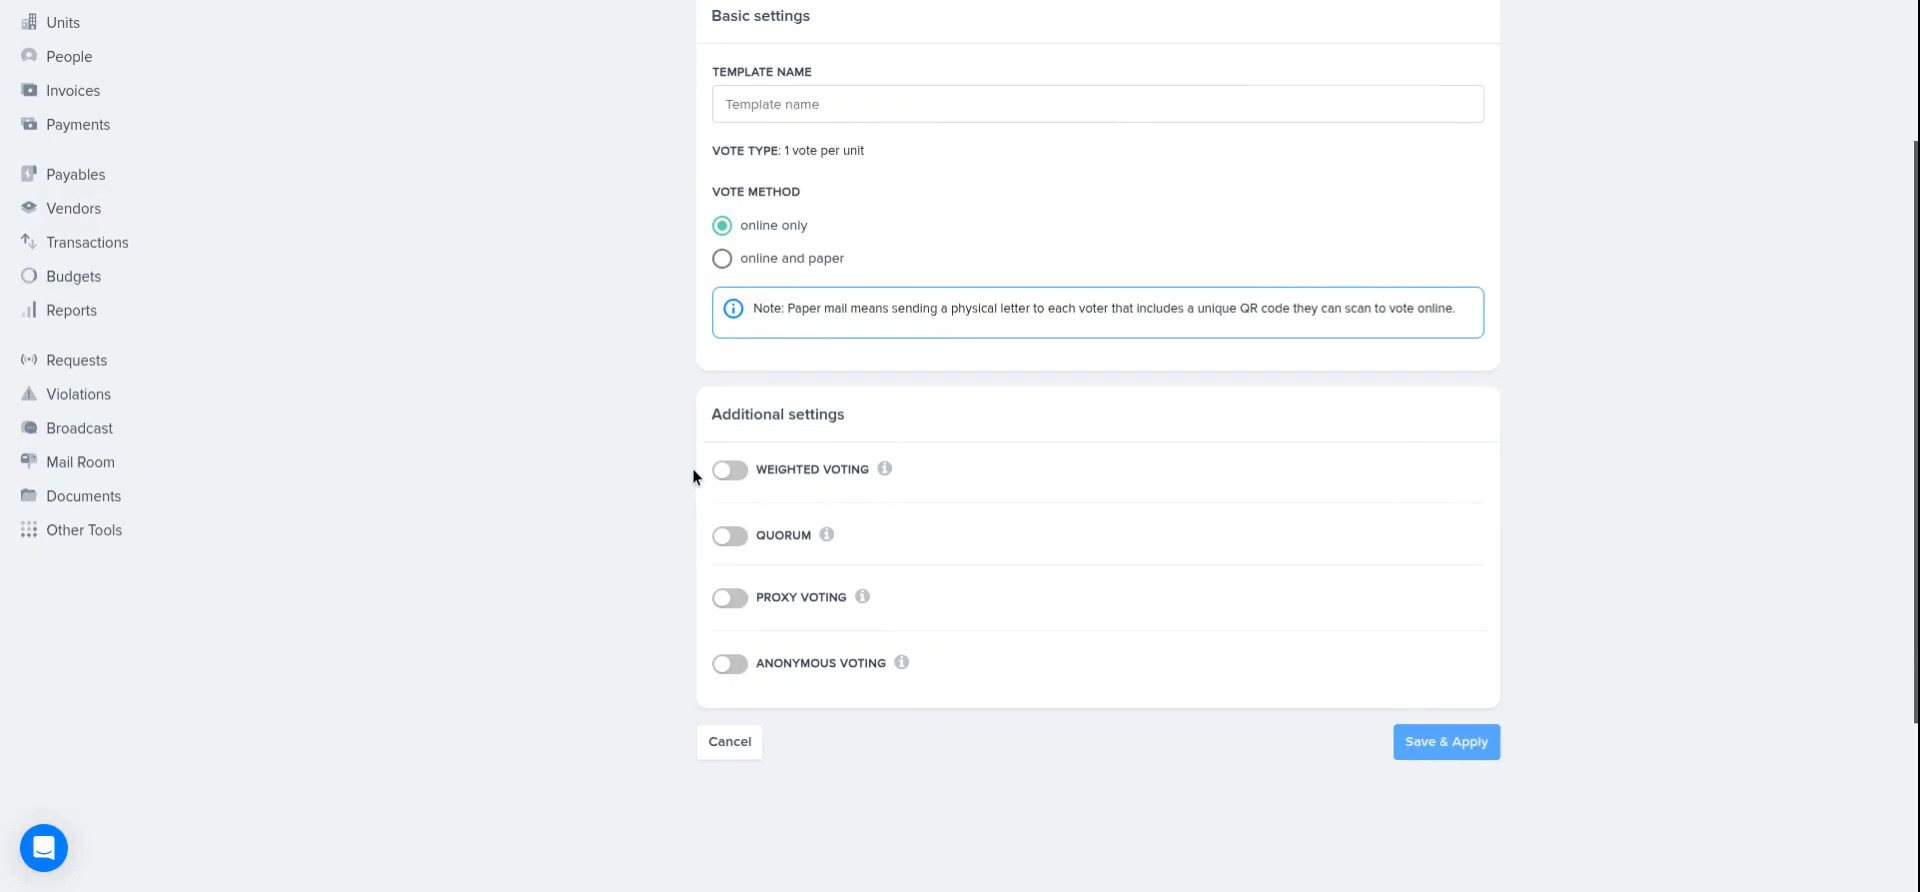 Units
People
Invoices
Payments
Payables
Vendors
Transactions
Budgets
Reports
Requests
Violations
Broadcast
Mail Room
Documents
Other Tools
Basic settings
TEMPLATE NAME
Template name
VOTE TYPE: 1 vote per unit
VOTE METHOD
online only
online and paper
Note: Paper mail means sending a physical letter to each voter that includes a unique QR code they can scan to vote online.
Additional settings
WEIGHTED VOTING
QUORUM
PROXY VOTING
ANONYMOUS VOTING
Cancel
Save & Apply